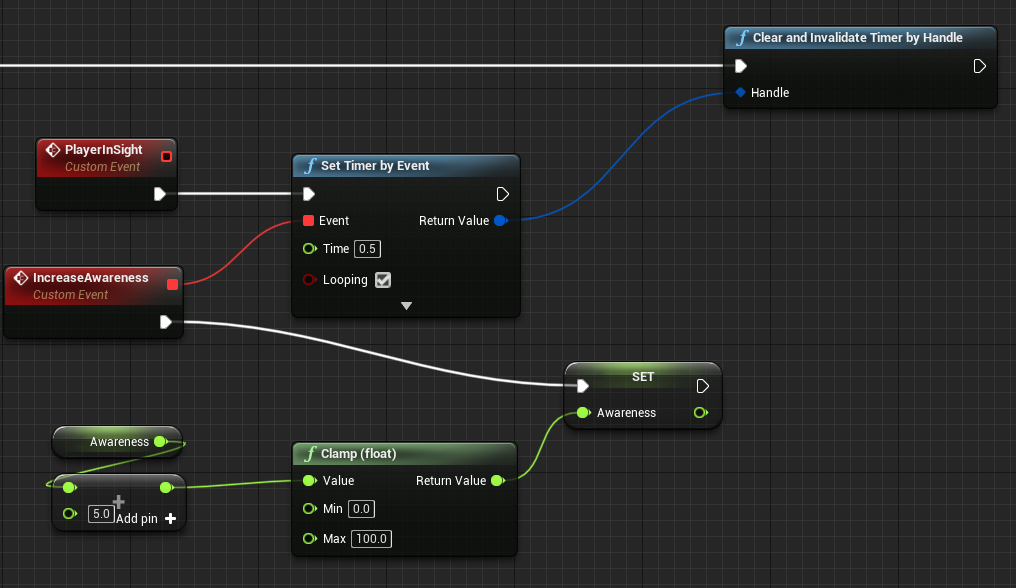 Clear and Invalidate Timer by Handle
Handle
PlayerInSight
Custom Event
Set Timer by Event
Event
Return Value
Time 0.5
Looping
IncreaseAwareness
Custom Event
SET
Awareness
Awareness
5.0
Add pin
Clamp (float)
Value
Return Value
Min 0.0
Max 100.0